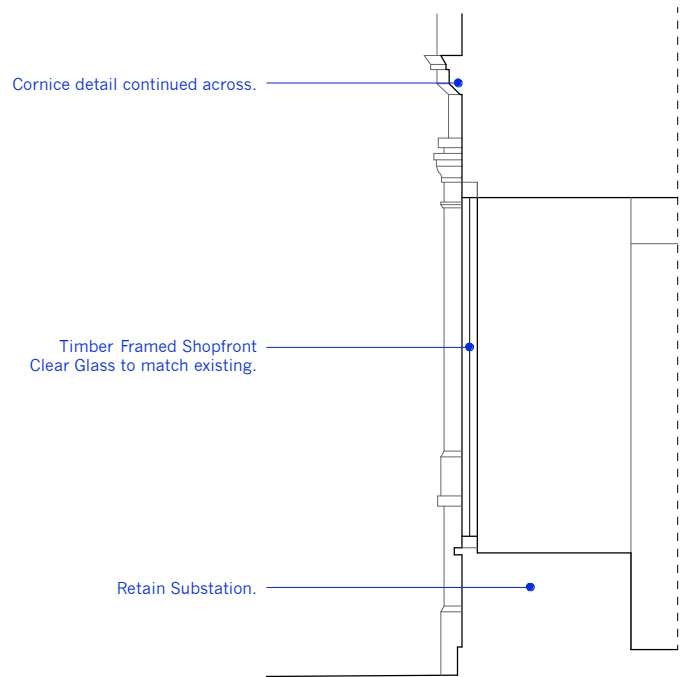 Cornice detail continued across.
Timber Framed Shopfront
Clear Glass to match existing.
Retain Substation.